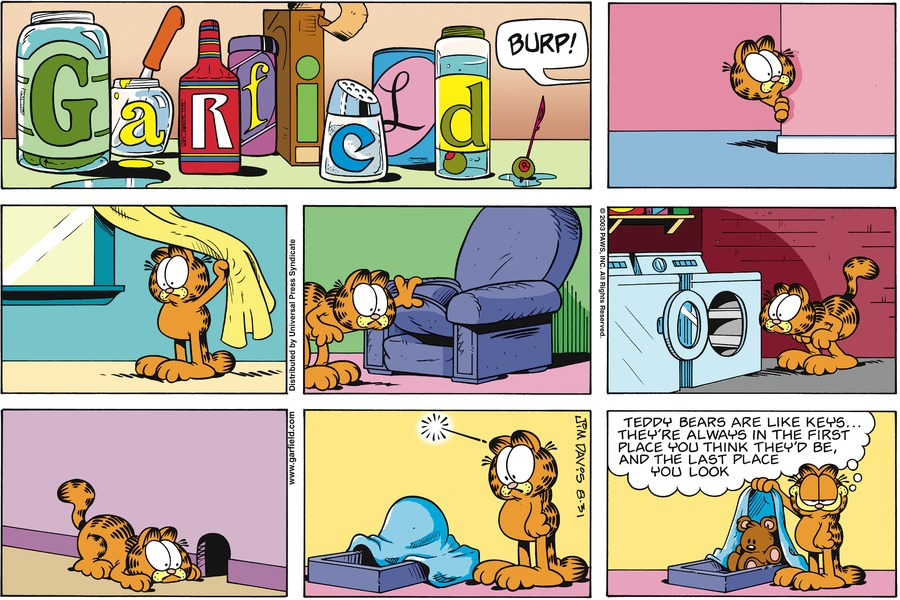 GaRfieLd
BURP!
Distributed by Universal Press Syndicate
© 2003 PAWS, INC. All Rights Reserved.
www.garfield.com
JIM DAVIS 8-31
TEDDY BEARS ARE LIKE KEYS...
THEY'RE ALWAYS IN THE FIRST
PLACE YOU THINK THEY'D BE,
AND THE LAST PLACE
YOU LOOK